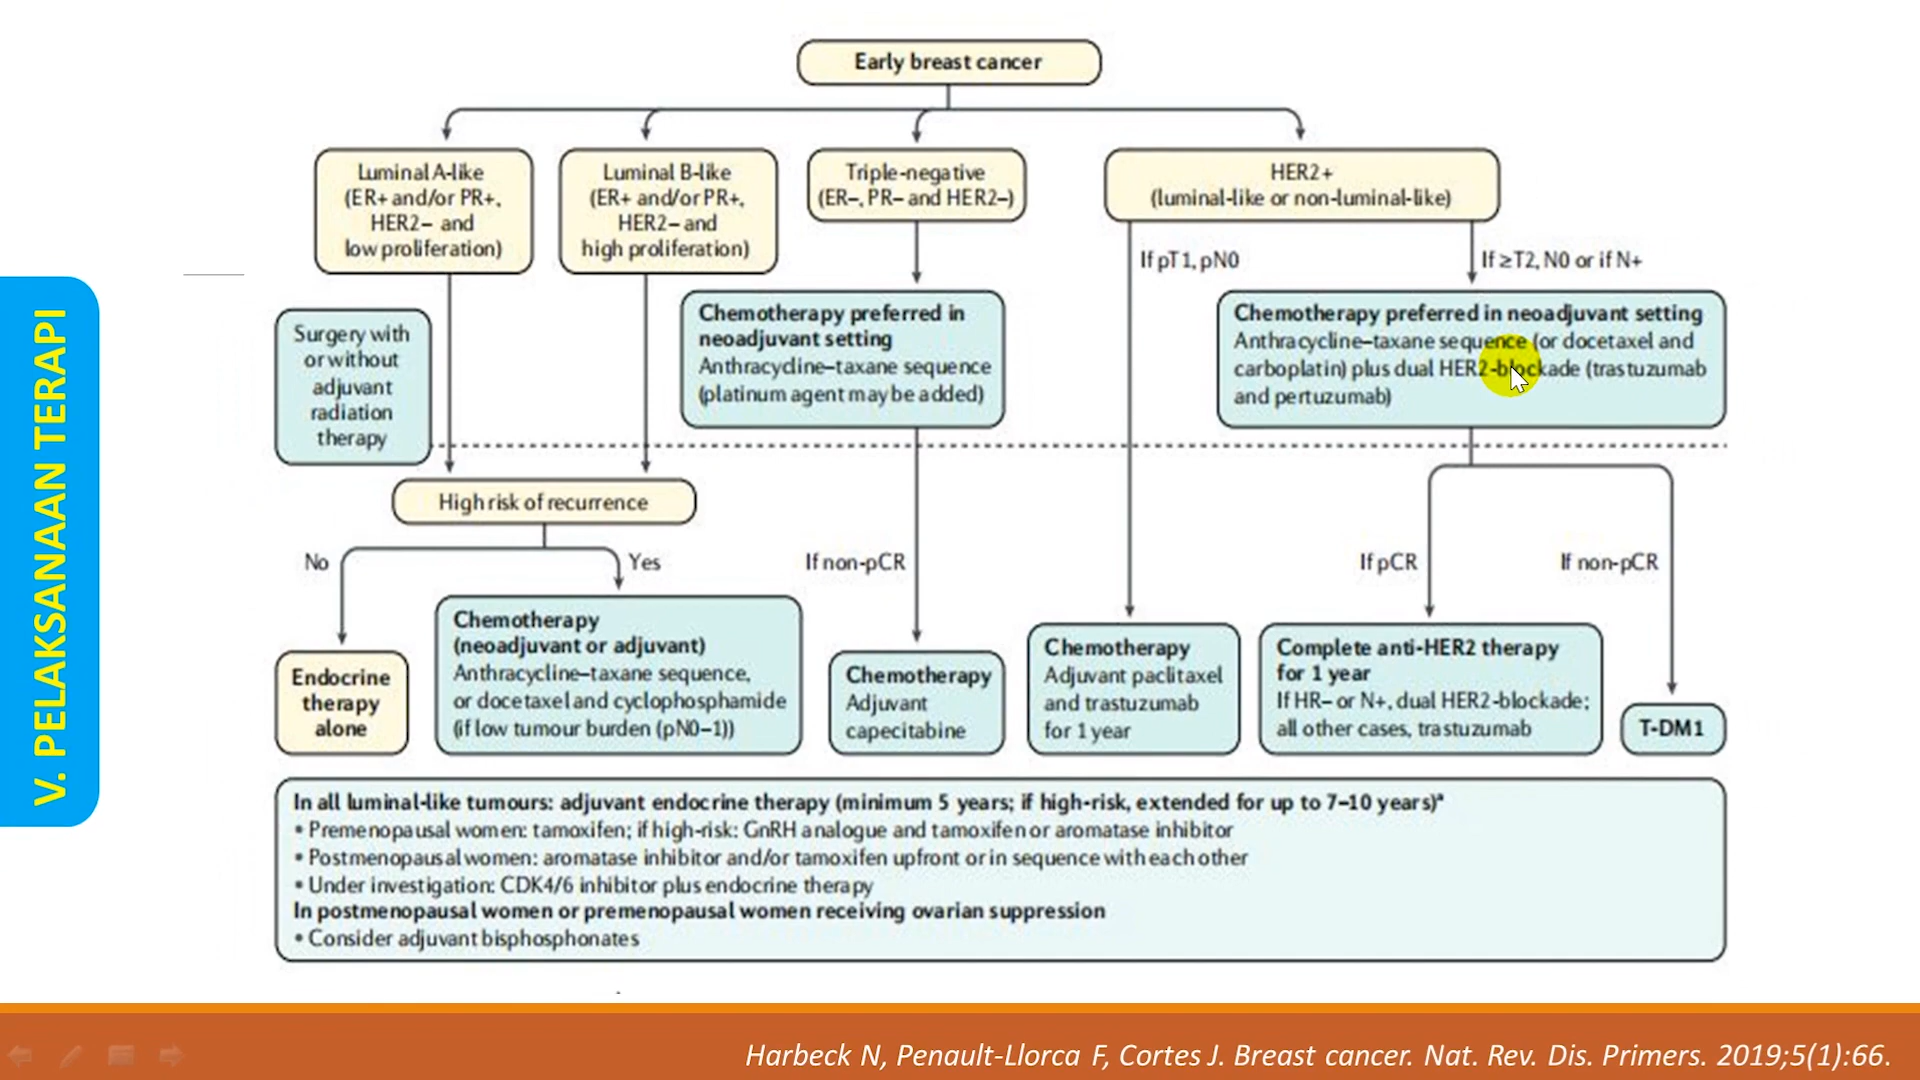 V. PELAKSANAAN TERAPI
Early breast cancer
Luminal A-like
(ER+ and/or PR+,
HER2– and
low proliferation)
Luminal B-like
(ER+ and/or PR+,
HER2– and
high proliferation)
Triple-negative
(ER–, PR– and HER2–)
HER2+
(luminal-like or non-luminal-like)
If pT1, pN0
If ≥T2, N0 or if N+
Surgery with
or without
adjuvant
radiation
therapy
Chemotherapy preferred in
neoadjuvant setting
Anthracycline–taxane sequence
(platinum agent may be added)
Chemotherapy preferred in neoadjuvant setting
Anthracycline–taxane sequence (or docetaxel and
carboplatin) plus dual HER2-blockade (trastuzumab
and pertuzumab)
High risk of recurrence
No
Yes
If non-pCR
If pCR
If non-pCR
Endocrine
therapy
alone
Chemotherapy
(neoadjuvant or adjuvant)
Anthracycline–taxane sequence,
or docetaxel and cyclophosphamide
(if low tumour burden (pN0–1))
Chemotherapy
Adjuvant
capecitabine
Chemotherapy
Adjuvant paclitaxel
and trastuzumab
for 1 year
Complete anti-HER2 therapy
for 1 year
If HR– or N+, dual HER2-blockade;
all other cases, trastuzumab
T-DM1
In all luminal-like tumours: adjuvant endocrine therapy (minimum 5 years; if high-risk, extended for up to 7–10 years)ª
• Premenopausal women: tamoxifen; if high-risk: GnRH analogue and tamoxifen or aromatase inhibitor
• Postmenopausal women: aromatase inhibitor and/or tamoxifen upfront or in sequence with each other
• Under investigation: CDK4/6 inhibitor plus endocrine therapy
In postmenopausal women or premenopausal women receiving ovarian suppression
• Consider adjuvant bisphosphonates
Harbeck N, Penault-Llorca F, Cortes J. Breast cancer. Nat. Rev. Dis. Primers. 2019;5(1):66.